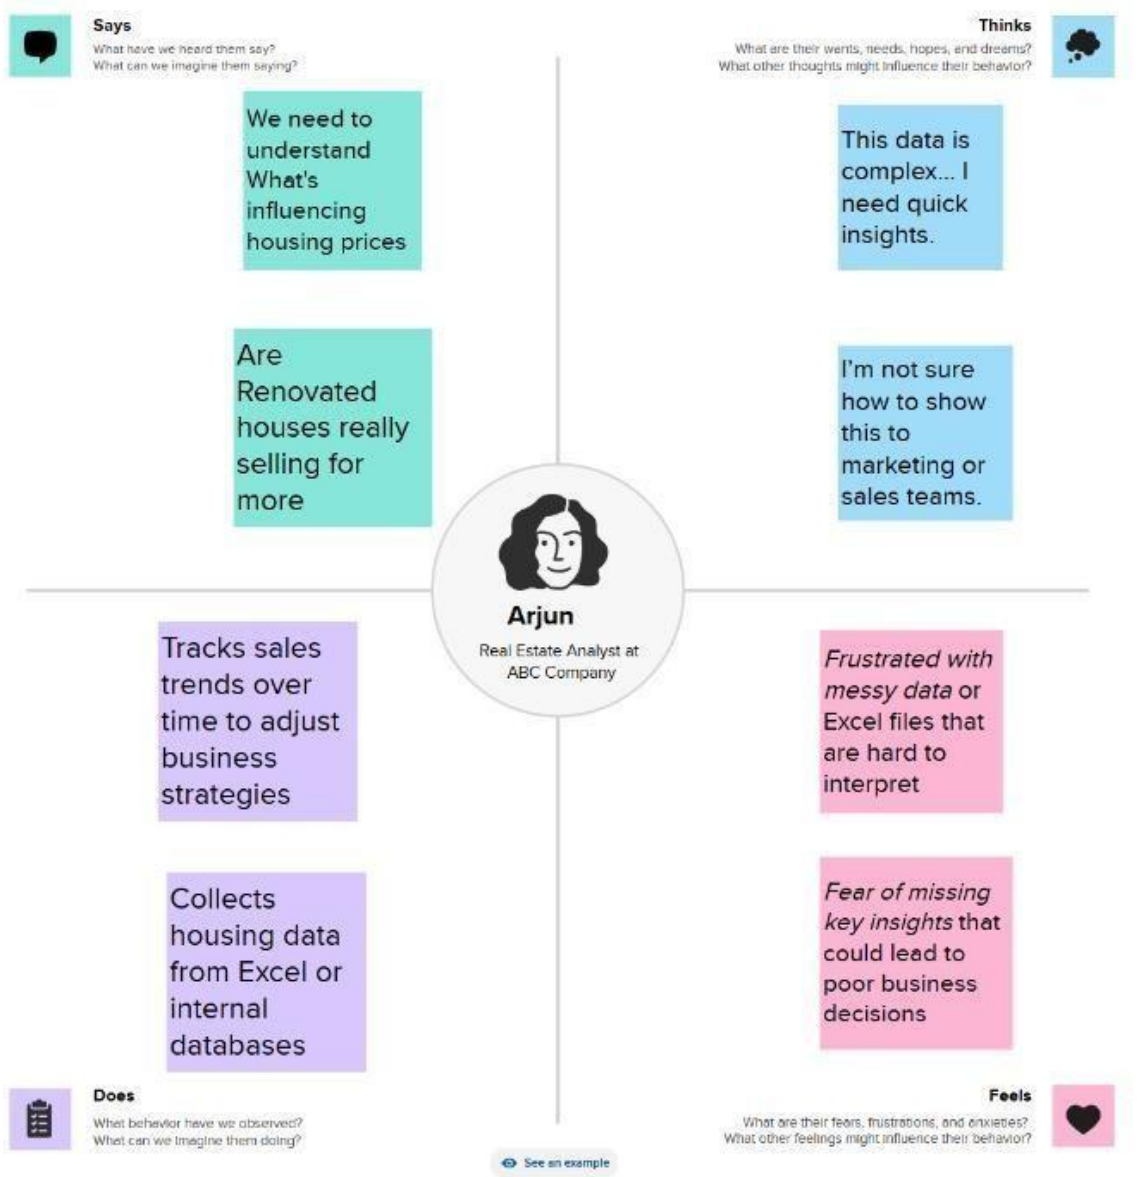 Says
What have we heard them say?
What can we imagine them saying?
We need to
understand
What's
influencing
housing prices
Are
Renovated
houses really
selling for
more
Thinks
What are their wants, needs, hopes, and dreams?
What other thoughts might influence their behavior?
This data is
complex... I
need quick
insights.
I'm not sure
how to show
this to
marketing or
sales teams.
Arjun
Real Estate Analyst at
ABC Company
Tracks sales
trends over
time to adjust
business
strategies
Collects
housing data
from Excel or
internal
databases
Does
What behavior have we observed?
What can we imagine them doing?
Frustrated with
messy data or
Excel files that
are hard to
interpret
Fear of missing
key insights that
could lead to
poor business
decisions
Feels
What are their fears, frustrations, and anxieties?
What other feelings might influence their behavior?
See an example